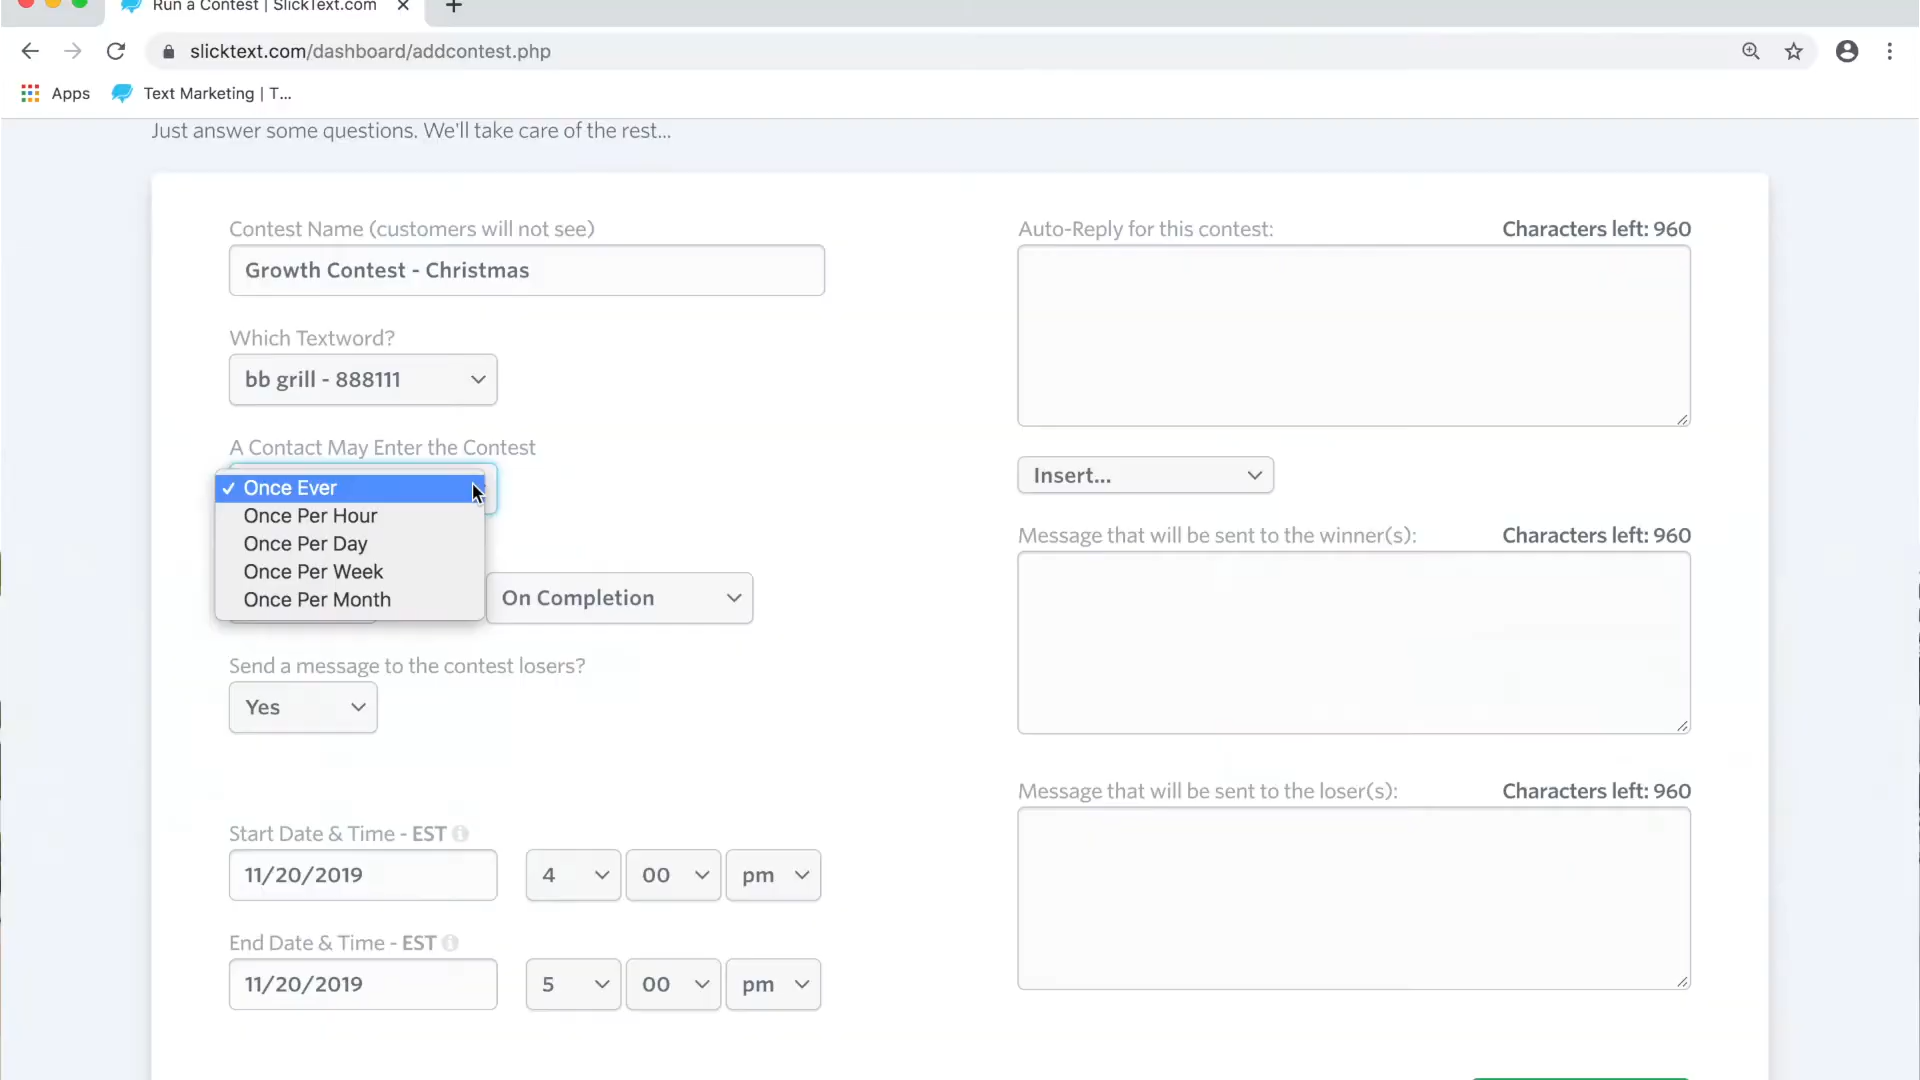 Run a Contest | SlickText.com
slicktext.com/dashboard/addcontest.php
Apps
Text Marketing | T...
Just answer some questions. We'll take care of the rest...
Contest Name (customers will not see)
Growth Contest - Christmas
Which Textword?
bb grill - 888111
A Contact May Enter the Contest
✓ Once Ever
Once Per Hour
Once Per Day
Once Per Week
Once Per Month
On Completion
Send a message to the contest losers?
Yes
Start Date & Time - EST
11/20/2019
4
00
pm
End Date & Time - EST
11/20/2019
5
00
pm
Auto-Reply for this contest:
Characters left: 960
Insert...
Message that will be sent to the winner(s):
Characters left: 960
Message that will be sent to the loser(s):
Characters left: 960